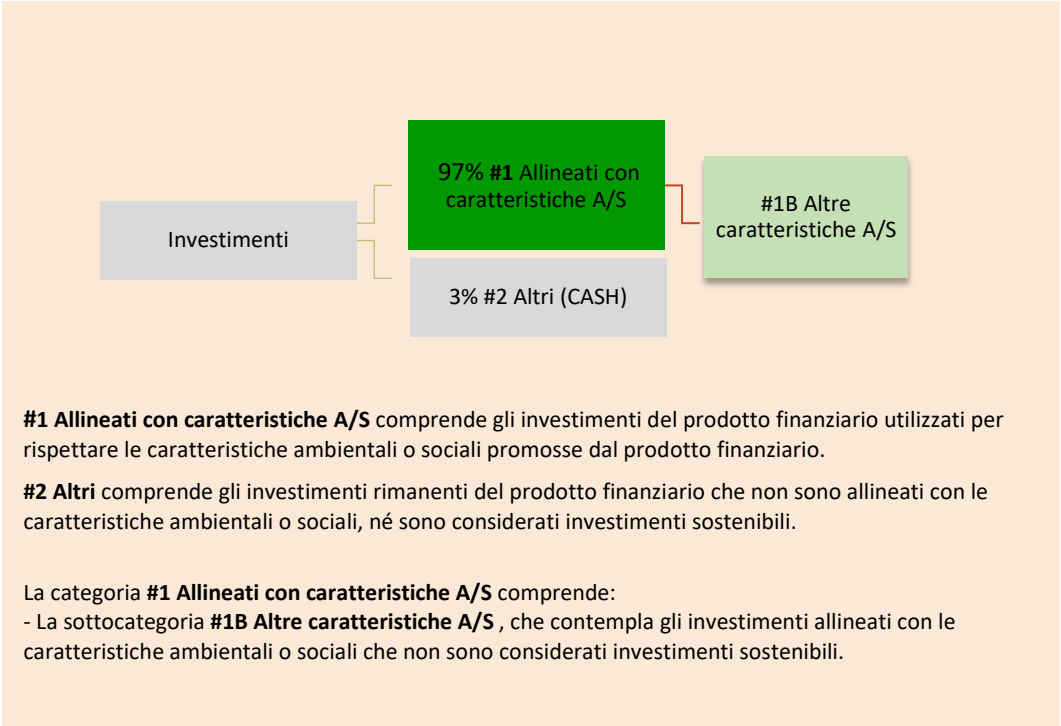 97% #1 Allineati con
caratteristiche A/S
#1B Altre
caratteristiche A/S
Investimenti
3% #2 Altri (CASH)
#1 Allineati con caratteristiche A/S comprende gli investimenti del prodotto finanziario utilizzati per
rispettare le caratteristiche ambientali o sociali promosse dal prodotto finanziario.
#2 Altri comprende gli investimenti rimanenti del prodotto finanziario che non sono allineati con le
caratteristiche ambientali o sociali, né sono considerati investimenti sostenibili.
La categoria #1 Allineati con caratteristiche A/S comprende:
- La sottocategoria #1B Altre caratteristiche A/S , che contempla gli investimenti allineati con le
caratteristiche ambientali o sociali che non sono considerati investimenti sostenibili.